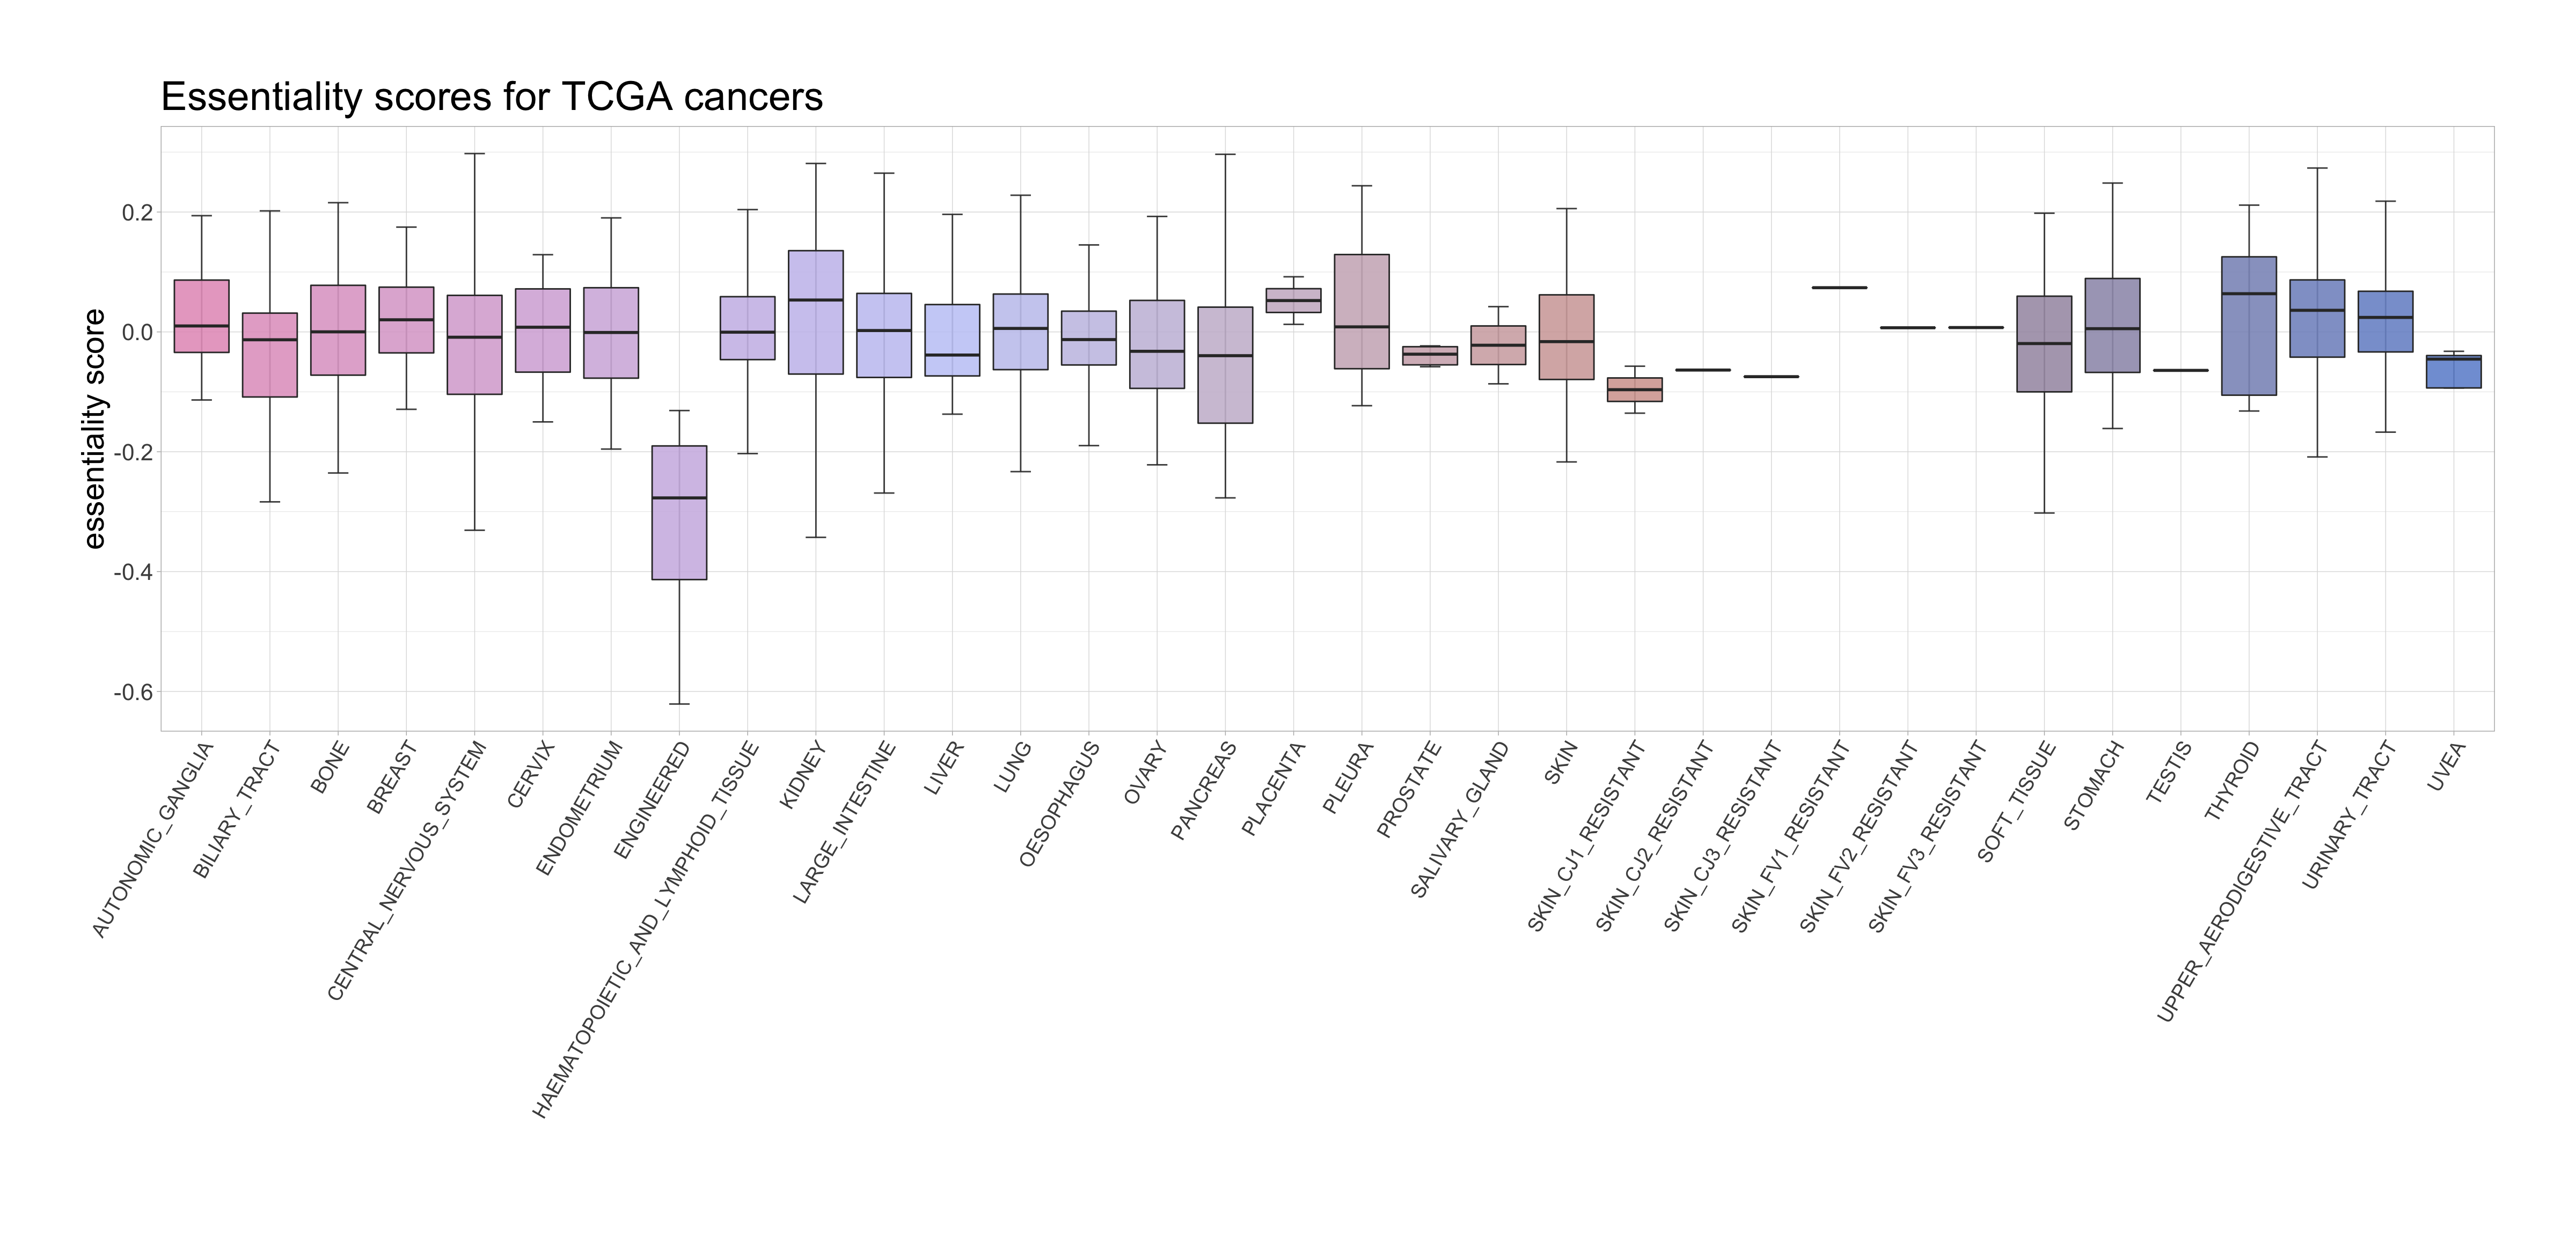 Essentiality scores for TCGA cancers
essentiality score
0.2
0.0
-0.2
-0.4
-0.6
AUTONOMIC_GANGLIA
BILIARY_TRACT
BONE
BREAST
CENTRAL_NERVOUS_SYSTEM
CERVIX
ENDOMETRIUM
ENGINEERED
HAEMATOPOIETIC_AND_LYMPHOID_TISSUE
KIDNEY
LARGE_INTESTINE
LIVER
LUNG
OESOPHAGUS
OVARY
PANCREAS
PLACENTA
PLEURA
PROSTATE
SALIVARY_GLAND
SKIN
SKIN_CJ1_RESISTANT
SKIN_CJ2_RESISTANT
SKIN_CJ3_RESISTANT
SKIN_FV1_RESISTANT
SKIN_FV2_RESISTANT
SKIN_FV3_RESISTANT
SOFT_TISSUE
STOMACH
TESTIS
THYROID
UPPER_AERODIGESTIVE_TRACT
URINARY_TRACT
UVEA